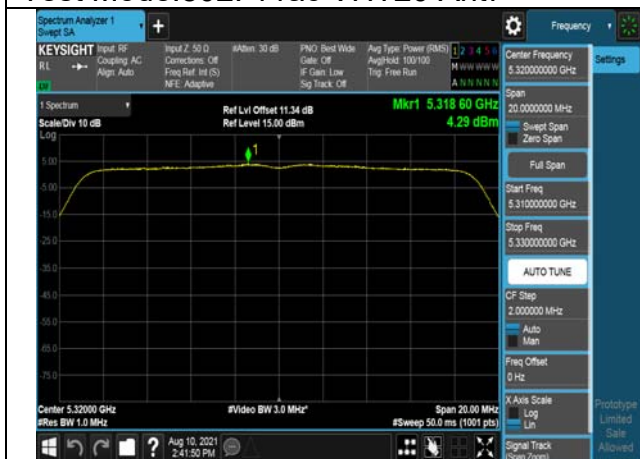 Spectrum Analyzer 1
Swept SA
Frequency
KEYSIGHT
RL
Input: RF
Coupling: AC
Align: Auto
Input Z: 50 Ω
Corrections: Off
Freq Ref: Int (S)
NFE: Adaptive
#Atten: 30 dB
PNO: Best Wide
Gate: Off
IF Gain: Low
Sig Track: Off
Avg Type: Power (RMS)
Avg|Hold: 100/100
Trig: Free Run
1 2 3 4 5 6
M W W W W W
A N N N N N
1 Spectrum
Scale/Div 10 dB
Log
Ref Lvl Offset 11.34 dB
Ref Level 15.00 dBm
Mkr1 5.318 60 GHz
4.29 dBm
1
5.00
-5.00
-15.0
-25.0
-35.0
-45.0
-55.0
-65.0
-75.0
Center 5.32000 GHz
#Res BW 1.0 MHz
#Video BW 3.0 MHz*
Span 20.00 MHz
#Sweep 50.0 ms (1001 pts)
Aug 10, 2021
2:41:50 PM
Center Frequency
5.320000000 GHz
Settings
Span
20.0000000 MHz
Swept Span
Zero Span
Full Span
Start Freq
5.310000000 GHz
Stop Freq
5.330000000 GHz
AUTO TUNE
CF Step
2.000000 MHz
Auto
Man
Freq Offset
0 Hz
X Axis Scale
Log
Lin
Signal Track
(Span Zoom)
Prototype
Limited
Sale
Allowed